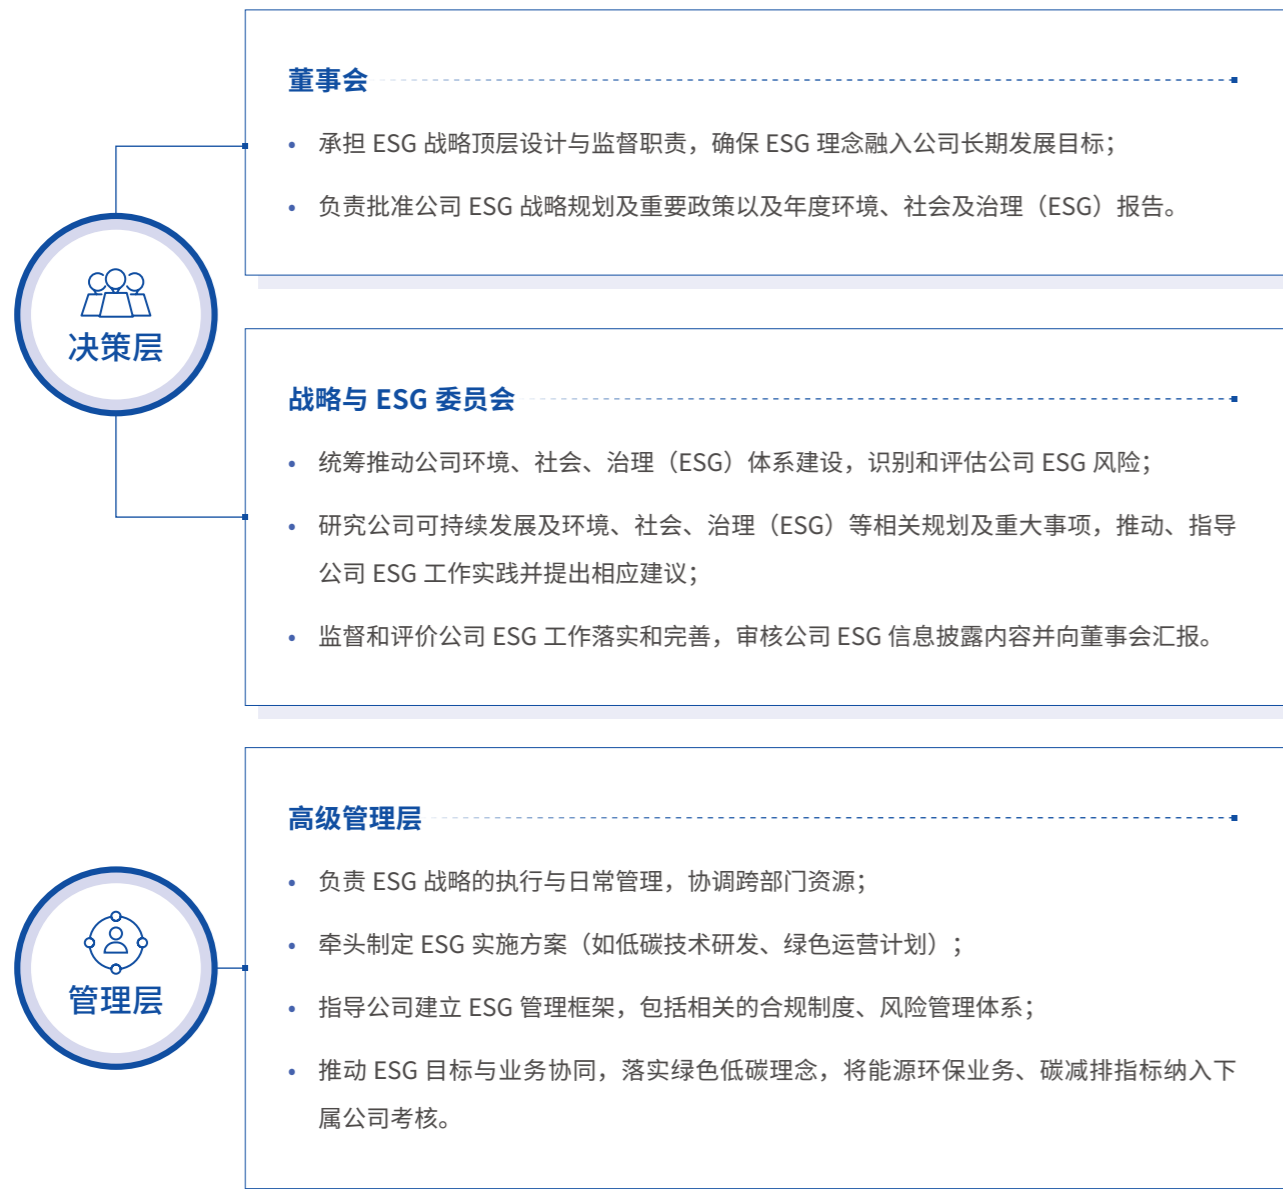 决策层
董事会
• 承担 ESG 战略顶层设计与监督职责，确保 ESG 理念融入公司长期发展目标；
• 负责批准公司 ESG 战略规划及重要政策以及年度环境、社会及治理（ESG）报告。
战略与 ESG 委员会
• 统筹推动公司环境、社会、治理（ESG）体系建设，识别和评估公司 ESG 风险；
• 研究公司可持续发展及环境、社会、治理（ESG）等相关规划及重大事项，推动、指导
公司 ESG 工作实践并提出相应建议；
• 监督和评价公司 ESG 工作落实和完善，审核公司 ESG 信息披露内容并向董事会汇报。
管理层
高级管理层
• 负责 ESG 战略的执行与日常管理，协调跨部门资源；
• 牵头制定 ESG 实施方案（如低碳技术研发、绿色运营计划）；
• 指导公司建立 ESG 管理框架，包括相关的合规制度、风险管理体系；
• 推动 ESG 目标与业务协同，落实绿色低碳理念，将能源环保业务、碳减排指标纳入下
属公司考核。